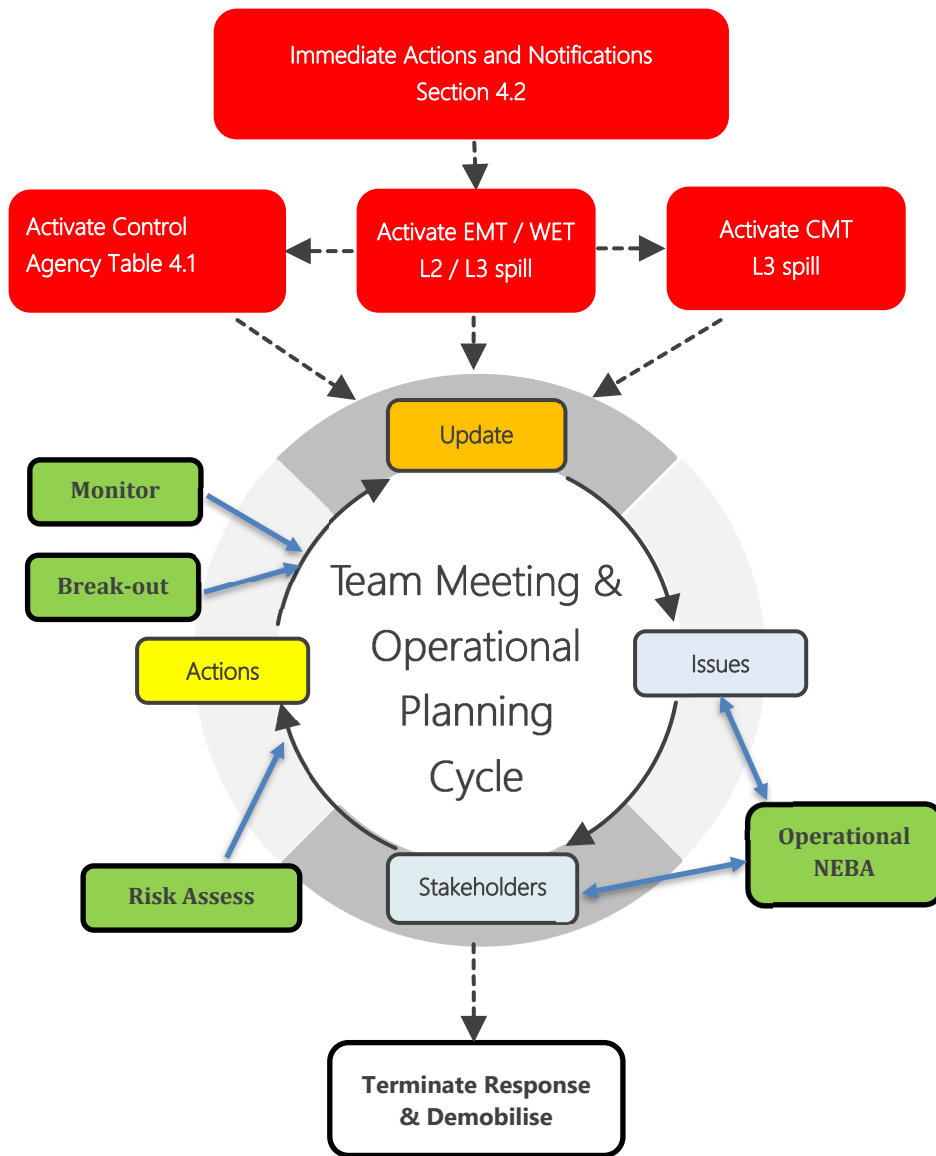 Immediate Actions and Notifications
Section 4.2
Activate Control
Agency Table 4.1
Activate EMT / WET
L2 / L3 spill
Activate CMT
L3 spill
Update
Monitor
Break-out
Team Meeting &
Operational
Planning
Cycle
Actions
Issues
Operational
NEBA
Risk Assess
Stakeholders
Terminate Response
& Demobilise